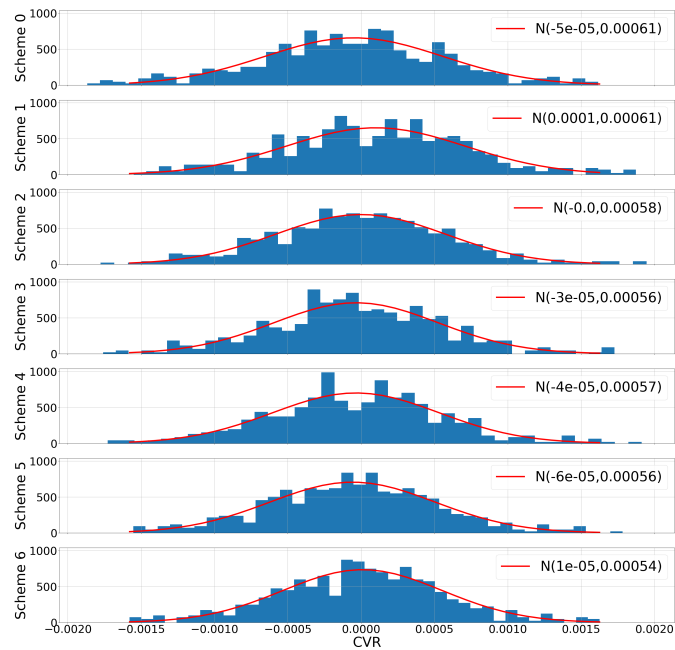 Scheme 0
1000
500
0
N(-5e-05,0.00061)
Scheme 1
1000
500
0
N(0.0001,0.00061)
Scheme 2
1000
500
0
N(-0.0,0.00058)
Scheme 3
1000
500
0
N(-3e-05,0.00056)
Scheme 4
1000
500
0
N(-4e-05,0.00057)
Scheme 5
1000
500
0
N(-6e-05,0.00056)
Scheme 6
1000
500
0
N(1e-05,0.00054)
−0.0020 −0.0015 −0.0010 −0.0005 0.0000 0.0005 0.0010 0.0015 0.0020
CVR